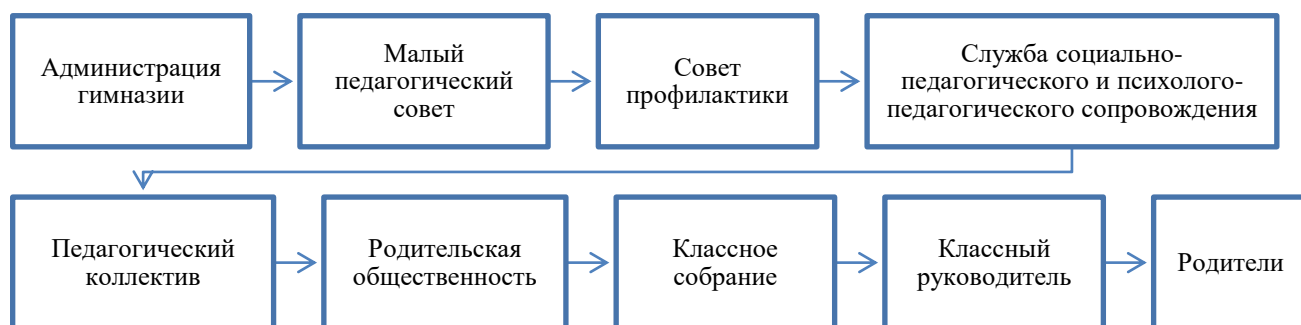 Администрация
гимназии
Малый
педагогический
совет
Совет
профилактики
Служба социально-
педагогического и психолого-
педагогического сопровождения
Педагогический
коллектив
Родительская
общественность
Классное
собрание
Классный
руководитель
Родители